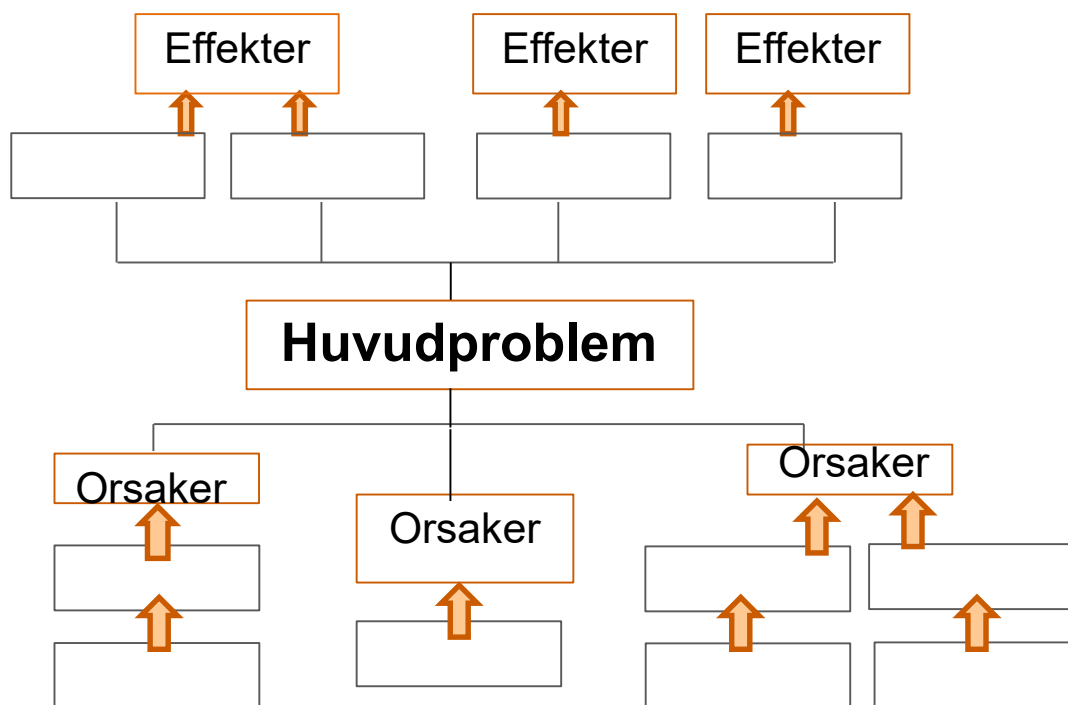 Effekter
Effekter
Effekter
Huvudproblem
Orsaker
Orsaker
Orsaker